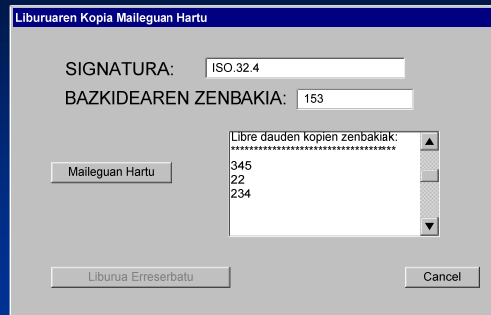 Liburuaren Kopia Maileguan Hartu
SIGNATURA: ISO.32.4
BAZKIDEAREN ZENBAKIA: 153
Libre dauden kopien zenbakiak:
************************************
345
22
234
Maileguan Hartu
Liburua Erreserbatu
Cancel